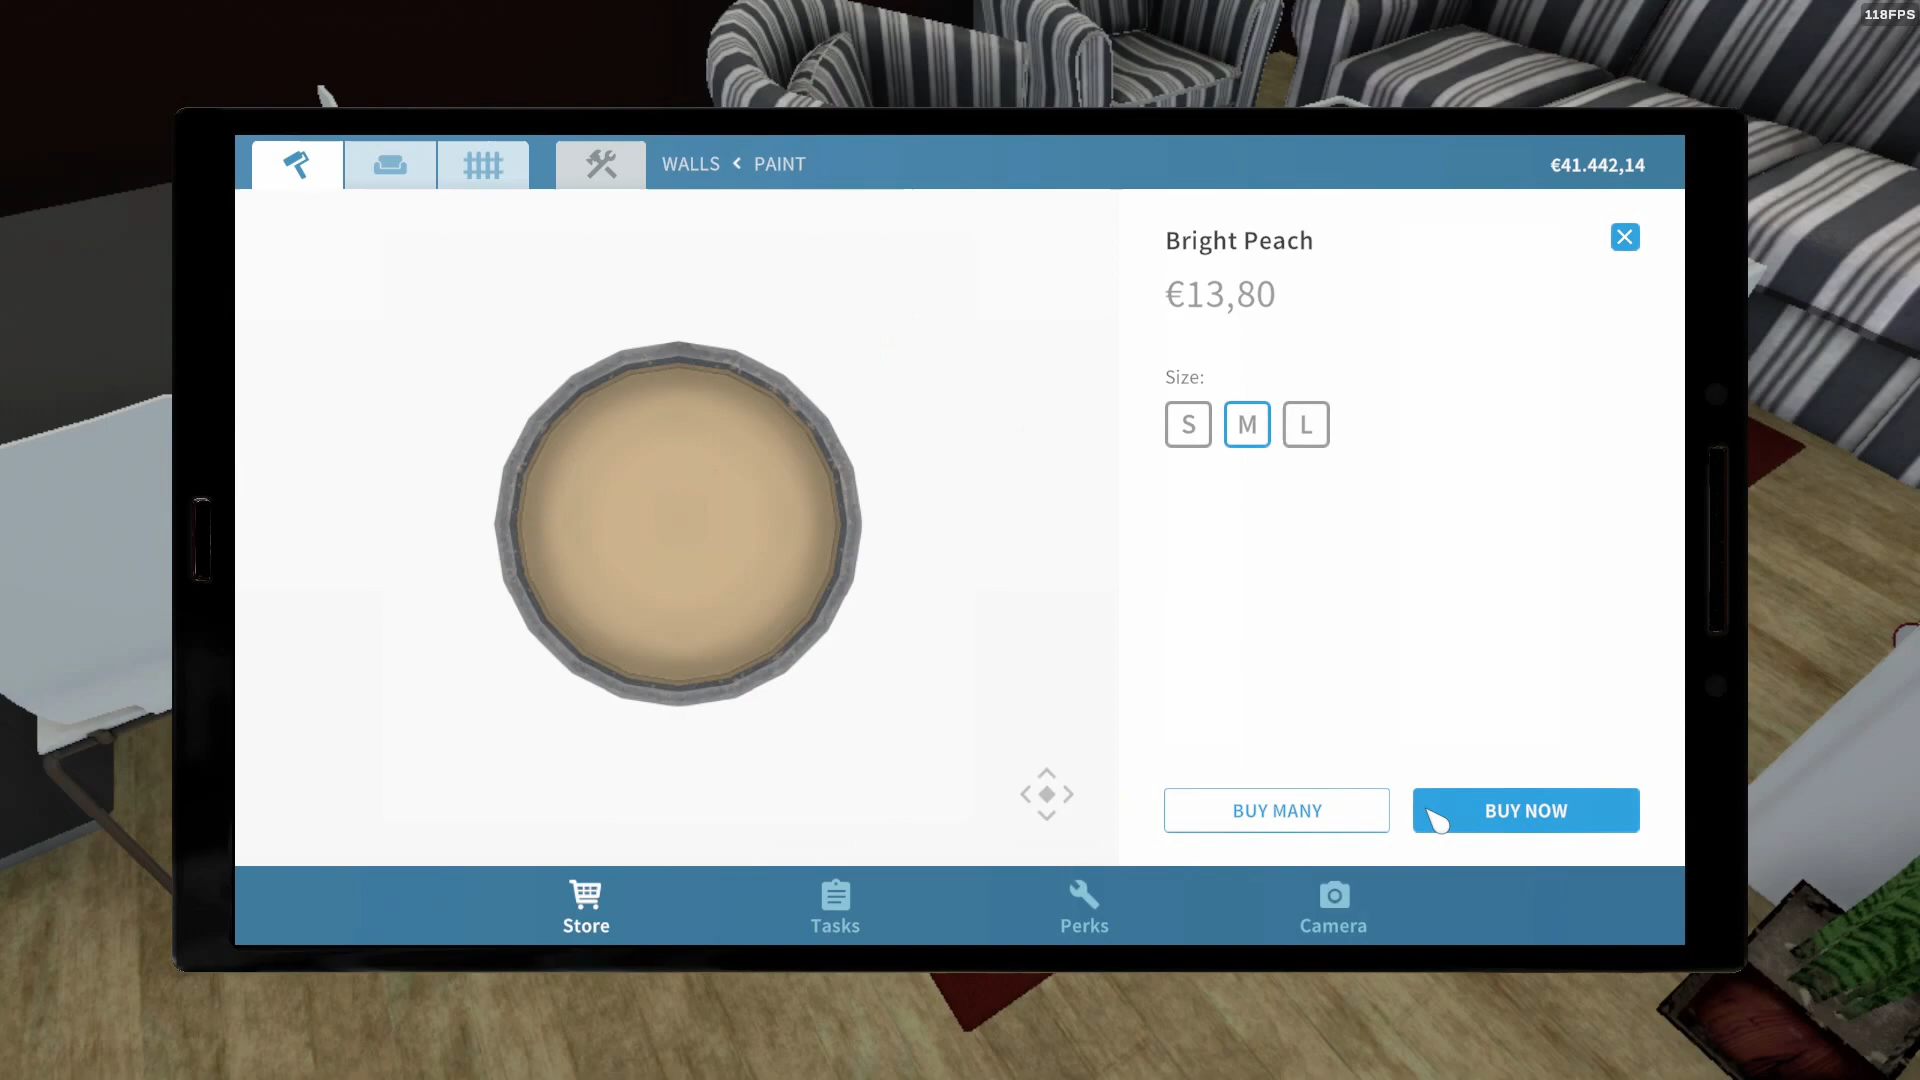 118FPS
WALLS < PAINT
€41.442,14
Bright Peach
€13,80
Size:
S M L
BUY MANY
BUY NOW
Store
Tasks
Perks
Camera